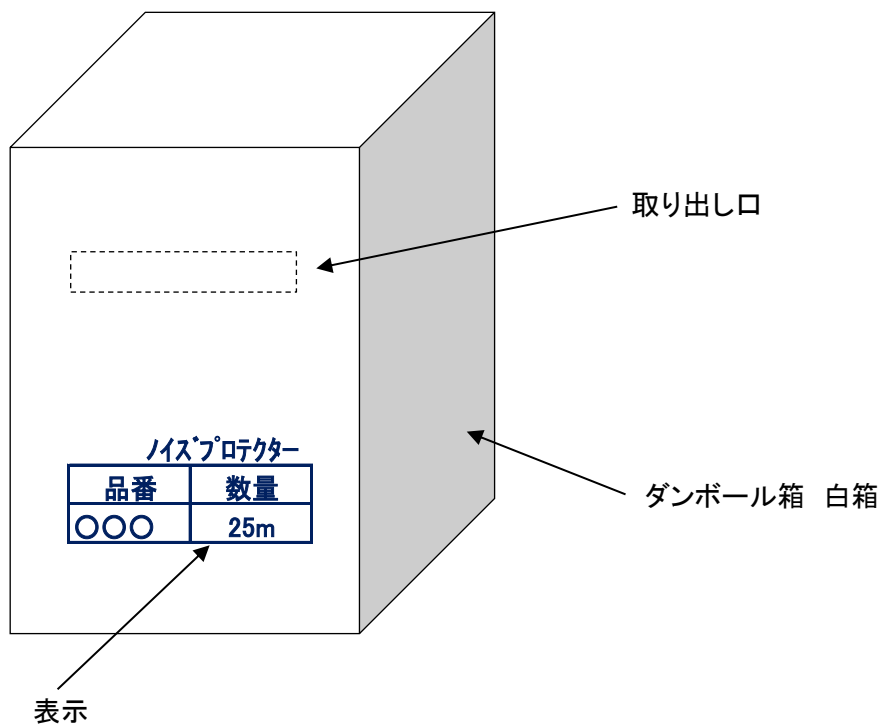 取り出し口
ﾉｲｽﾞﾌﾟﾛﾃｸﾀｰ
品番 数量
○○○ 25m
ダンボール箱 白箱
表示